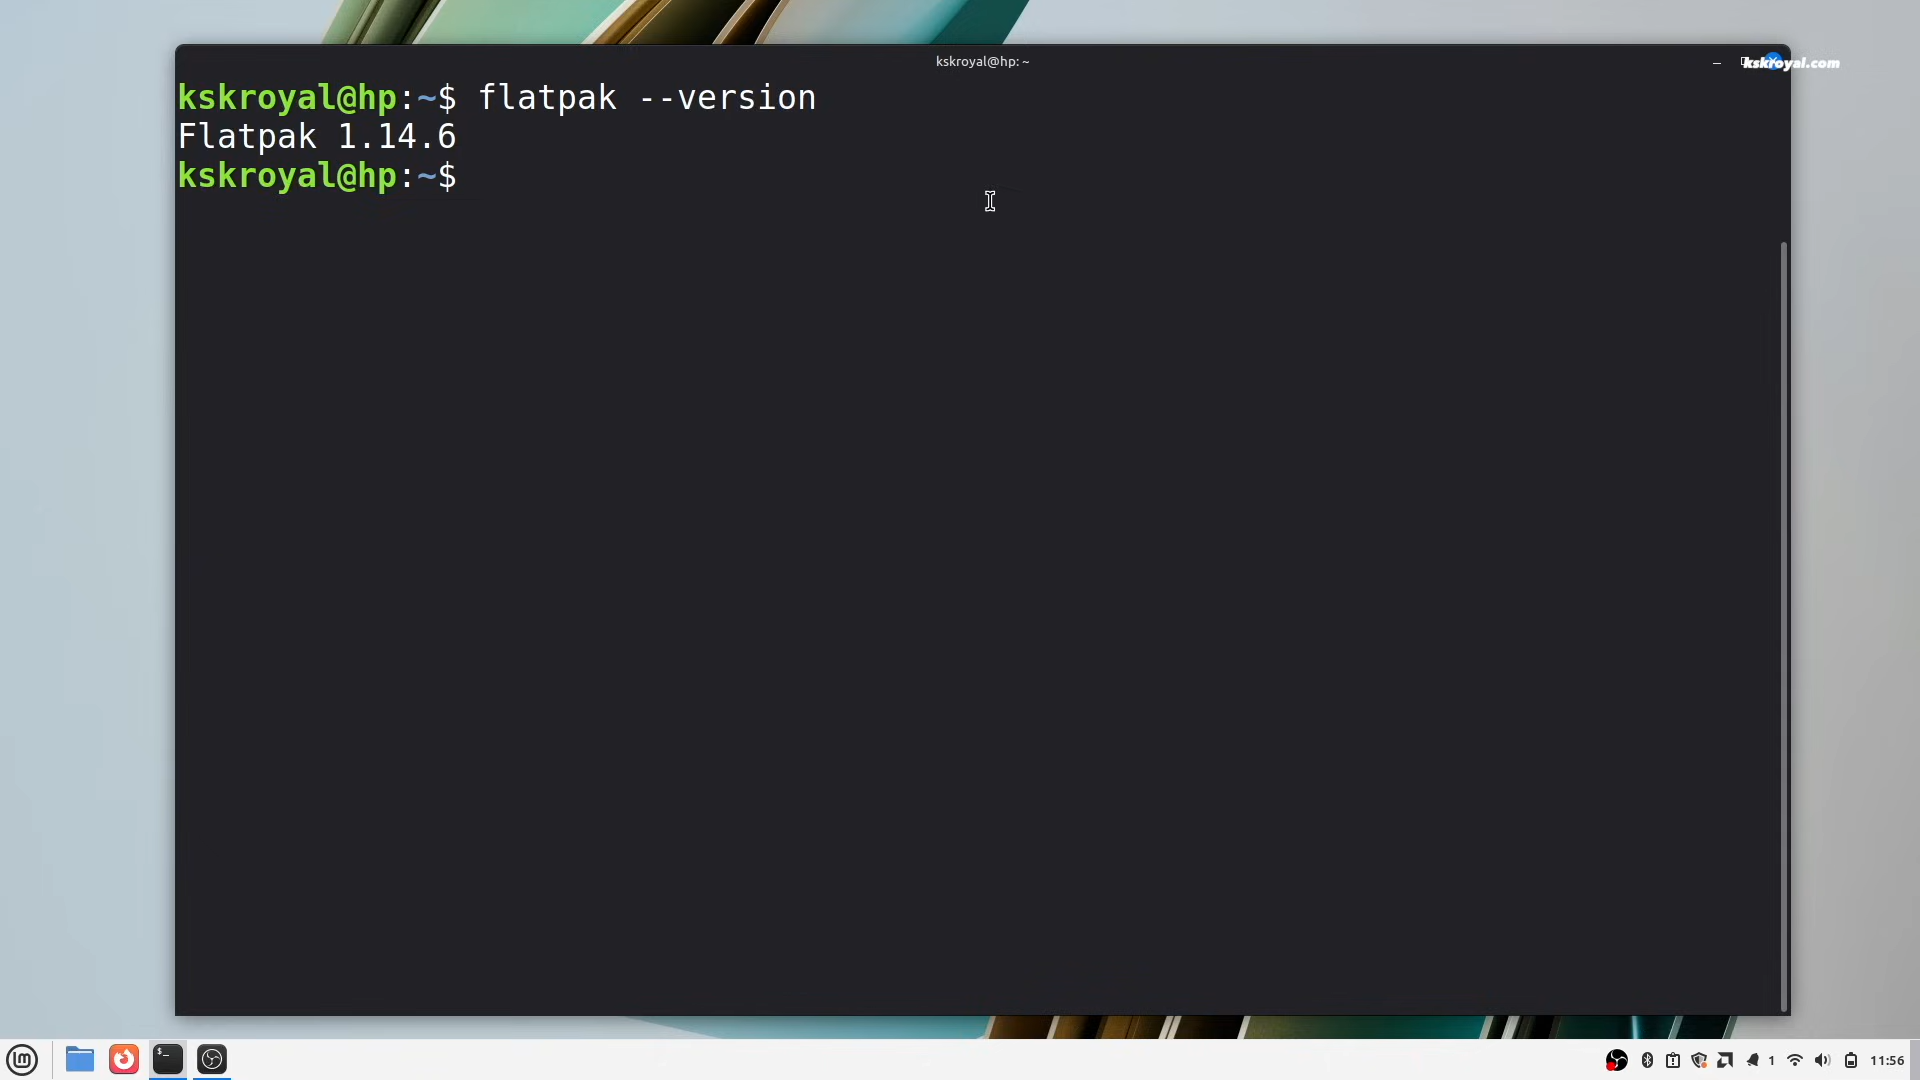 kskroyal@hp: ~
kskroyal.com
kskroyal@hp:~$ flatpak --version
Flatpak 1.14.6
kskroyal@hp:~$
1
11:56